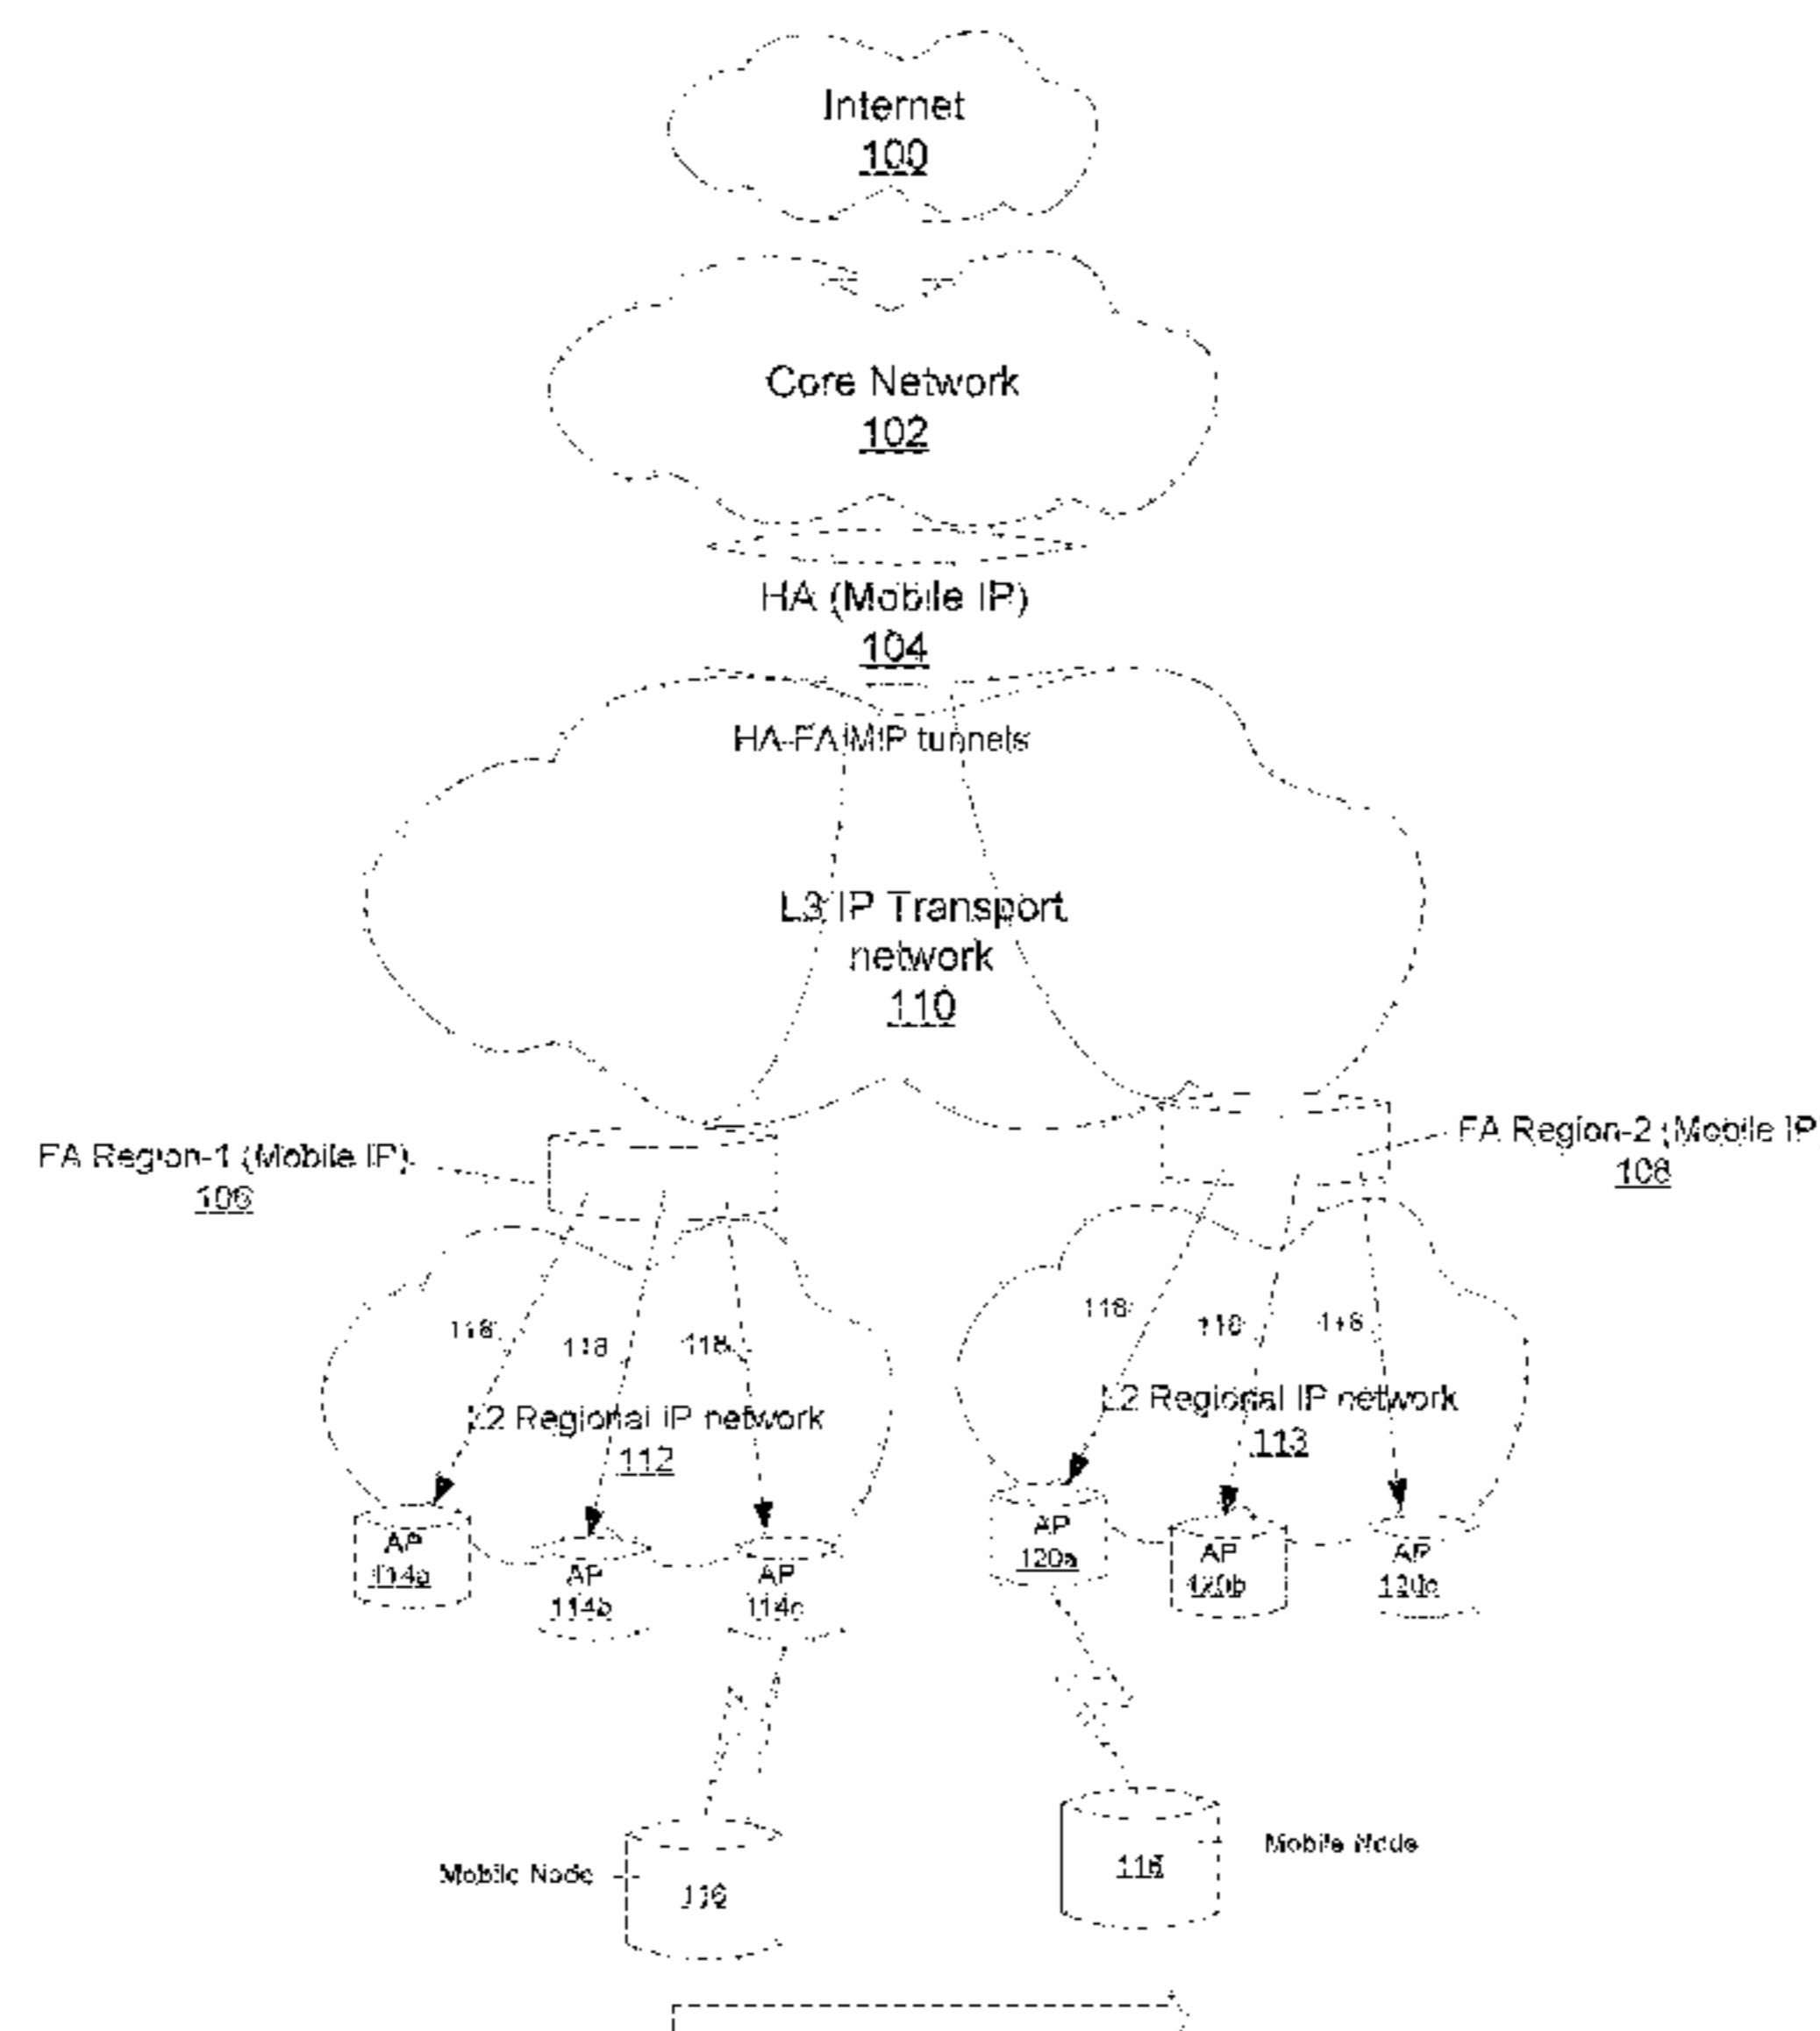 Internet
100
Core Network
102
HA (Mobile IP)
104
HA-FA MIP tunnels
L3 IP Transport
network
110
FA Region-1 (Mobile IP)
106
FA Region-2 (Mobile IP
108
118
118
118
118
118
118
L2 Regional IP network
112
L2 Regional IP network
113
AP
114a
AP
114b
AP
114c
AP
120a
AP
120b
AP
120c
Mobile Node
116
116
Mobile Node